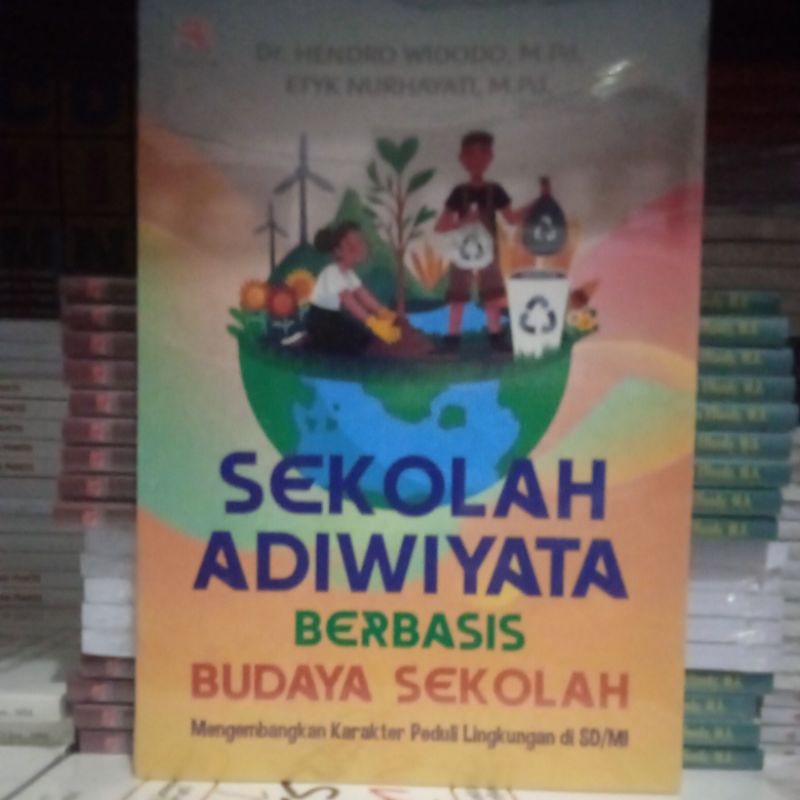 Dr. HENDRO WIDODO, M.Pd.
ETYK NURHAYATI, M.Pd.
SEKOLAH
ADIWIYATA
BERBASIS
BUDAYA SEKOLAH
Mengembangkan Karakter Peduli Lingkungan di SD/MI